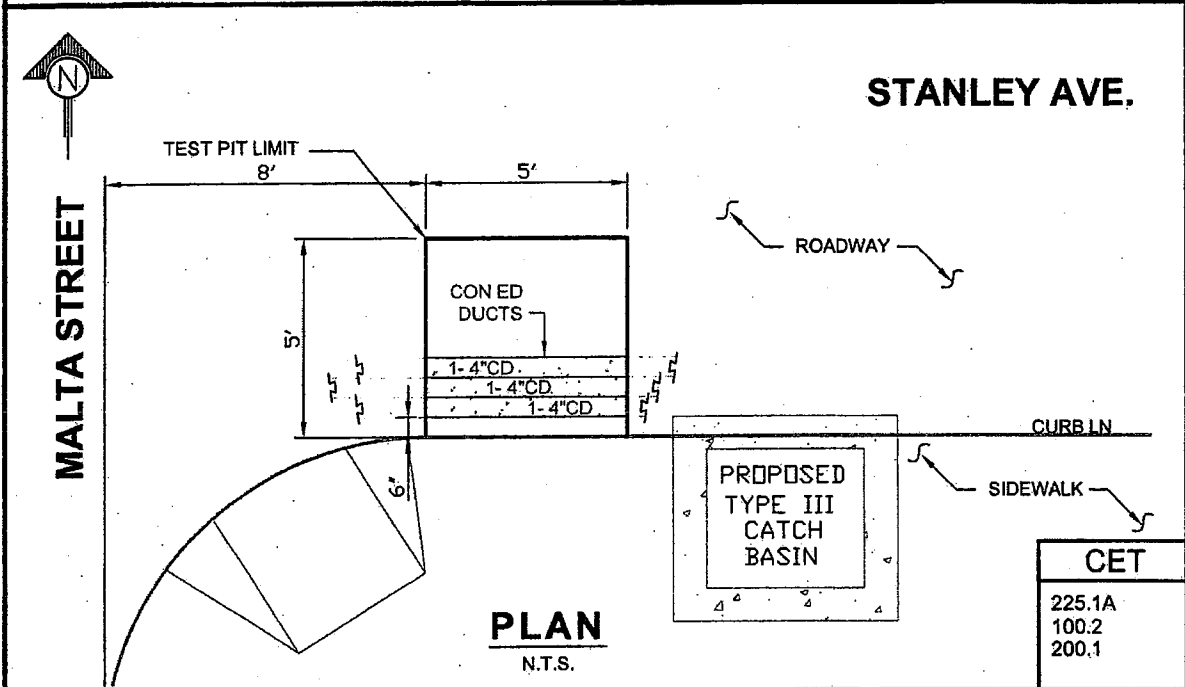 N
STANLEY AVE.
TEST PIT LIMIT
8'
5'
MALTA STREET
ROADWAY
CON ED
DUCTS
5'
1- 4"CD.
1- 4"CD.
1- 4"CD
6"
CURB LN
PROPOSED
TYPE III
CATCH
BASIN
SIDEWALK
PLAN
N.T.S.
CET
225.1A
100.2
200.1